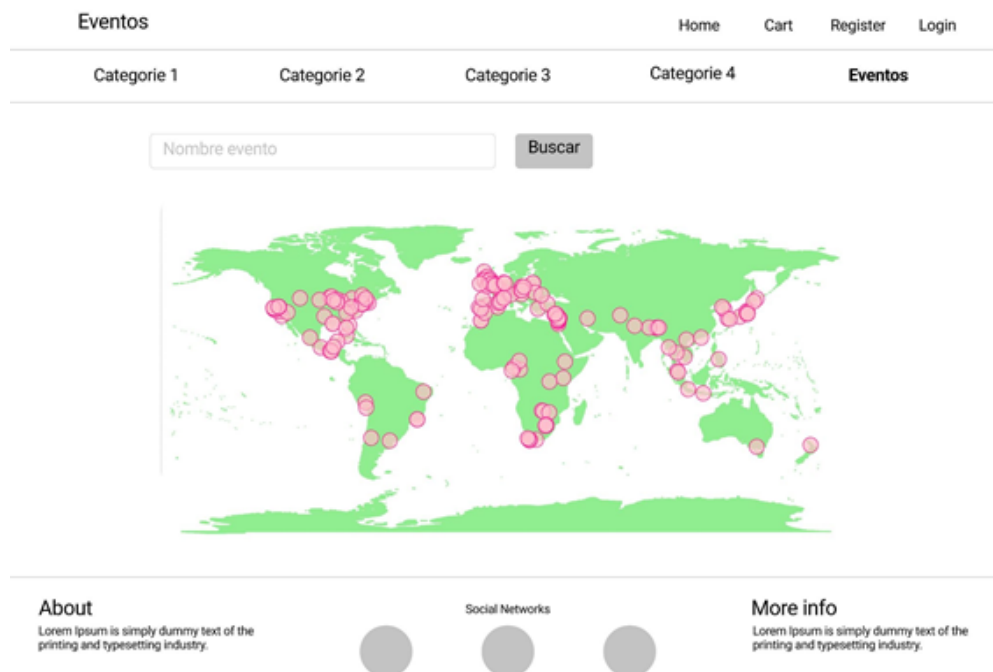 Eventos
Home Cart Register Login
Categorie 1 Categorie 2 Categorie 3 Categorie 4 Eventos
Nombre evento Buscar
About
Lorem Ipsum is simply dummy text of the
printing and typesetting industry.
Social Networks
More info
Lorem Ipsum is simply dummy text of the
printing and typesetting industry.